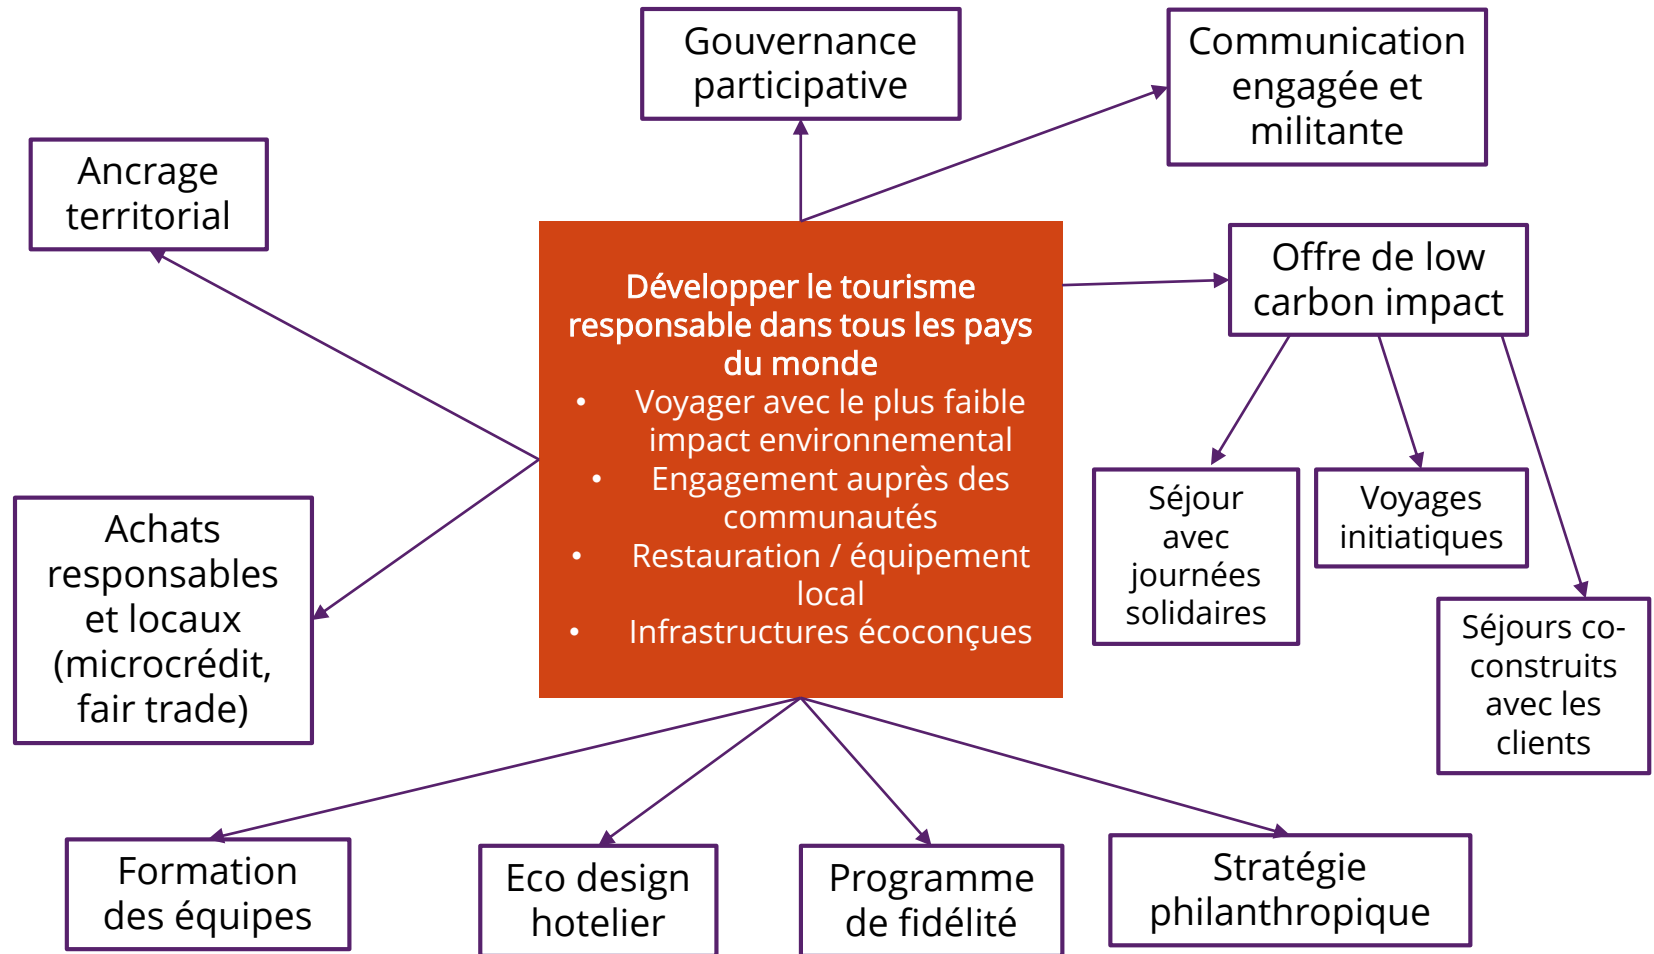 Gouvernance
participative
Communication
engagée et
militante
Ancrage
territorial
Offre de low
carbon impact
Développer le tourisme
responsable dans tous les pays
du monde
• Voyager avec le plus faible
impact environnemental
• Engagement auprès des
communautés
• Restauration / équipement
local
• Infrastructures écoconçues
Séjour
avec
journées
solidaires
Voyages
initiatiques
Séjours co-
construits
avec les
clients
Achats
responsables
et locaux
(microcrédit,
fair trade)
Formation
des équipes
Eco design
hotelier
Programme
de fidélité
Stratégie
philanthropique